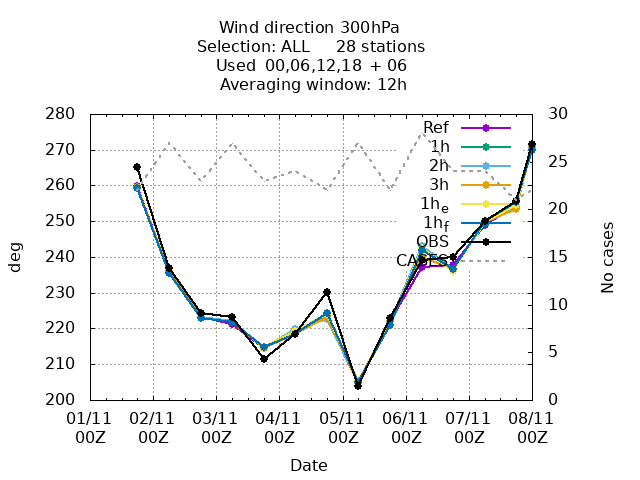 Wind direction 300hPa
Selection: ALL 28 stations
Used 00,06,12,18 + 06
Averaging window: 12h
280
270
260
250
240
230
220
210
200
deg
30
25
20
15
10
5
0
No cases
Ref
1h
2h
3h
1he
1hf
OBS
CASES
01/11 02/11 03/11 04/11 05/11 06/11 07/11 08/11
00Z 00Z 00Z 00Z 00Z 00Z 00Z 00Z
Date